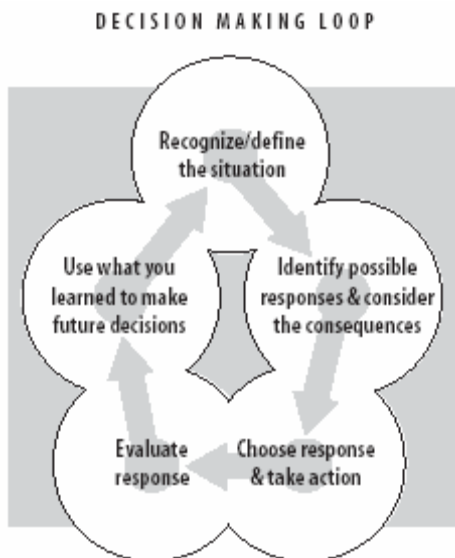 DECISION MAKING LOOP
Recognize/define
the situation
Identify possible
responses & consider
the consequences
Choose response
& take action
Evaluate
response
Use what you
learned to make
future decisions